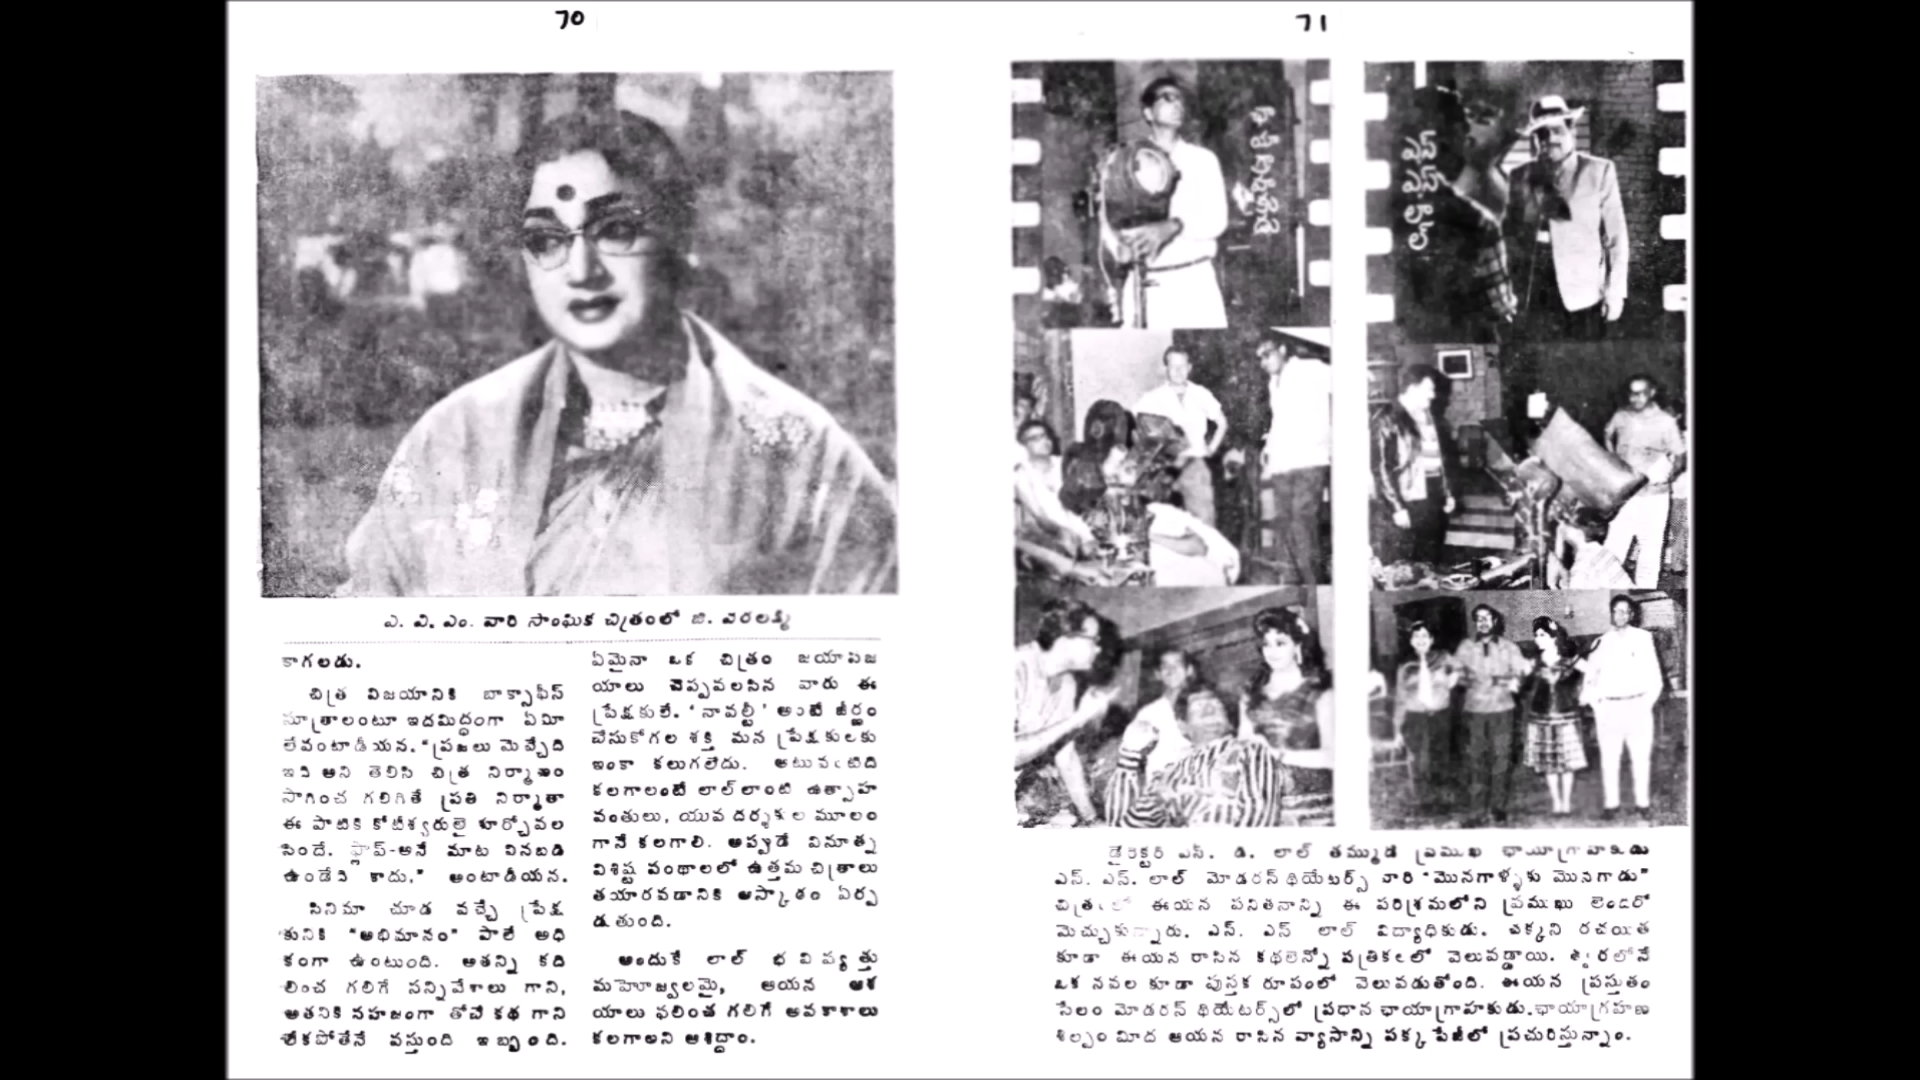 70
ఎ. వి. ఎం. వారి సాంఘిక చిత్రంలో జి. వరలక్ష్మి
కాగలడు.
చిత్ర విజయానికి బాక్సాఫీస్
సూత్రాలంటూ ఇదమిద్ధంగా ఏమీ
లేవంటాడీయన. "ప్రజలు మెచ్చేది
ఇది అని తెలిసి చిత్ర నిర్మాణం
సాగించ గలిగితే ప్రతి నిర్మాతా
ఈ పాటికి కోటీశ్వరులై కూర్చోవల
సిందే. ఫ్లాప్-అనే మాట వినబడి
ఉండేది కాదు." అంటాడీయన.
సినిమా చూడ వచ్చే ప్రేక్ష
కునికి "అభిమానం" పాలే అధి
కంగా ఉంటుంది. అతన్ని కది
లించ గలిగే సన్నివేశాలు గాని,
అతనికి సహజంగా తోచే కథ గాని
లేకపోతేనే వస్తుంది ఇబ్బంది.
ఏమైనా ఒక చిత్రం జయాపజ
యాలు చెప్పవలసిన వారు ఈ
ప్రేక్షకులే. 'నావల్టీ' అంటే జీర్ణం
చేసుకోగల శక్తి మన ప్రేక్షకులకు
ఇంకా కలుగలేదు. అటువంటిది
కలగాలంటే లాల్‌లాంటి ఉత్సాహ
వంతులు, యువ దర్శకుల మూలం
గానే కలగాలి. అప్పుడే వినూత్న
విశిష్ట పంథాలలో ఉత్తమ చిత్రాలు
తయారవడానికి ఆస్కారం ఏర్ప
డుతుంది.
అందుకే లాల్ భవిష్యత్తు
మహోజ్వలమై, ఆయన ఆశ
యాలు ఫలించ గలిగే అవకాశాలు
కలగాలని ఆశిద్దాం.
71
డైరెక్టర్ ఎస్. డి. లాల్ తమ్ముడే ప్రముఖ ఛాయాగ్రాహకుడు
ఎస్. ఎస్. లాల్ మోడరన్ థియేటర్స్ వారి "మొనగాళ్ళకు మొనగాడు"
చిత్రంలో ఈయన పనితనాన్ని ఈ పరిశ్రమలోని ప్రముఖు లెందరో
మెచ్చుకున్నారు. ఎస్. ఎస్ లాల్ విద్యాధికుడు. చక్కని రచయిత
కూడా ఈయన రాసిన కథలెన్నో పత్రికలలో వెలువడ్డాయి. త్వరలోనే
ఒక నవల కూడా పుస్తక రూపంలో వెలువడుతోంది. ఈయన ప్రస్తుతం
సేలం మోడరన్ థియేటర్స్‌లో ప్రధాన ఛాయాగ్రాహకుడు. ఛాయాగ్రహణ
శిల్పం మీద ఆయన రాసిన వ్యాసాన్ని పక్క పేజీలో ప్రచురిస్తున్నాం.